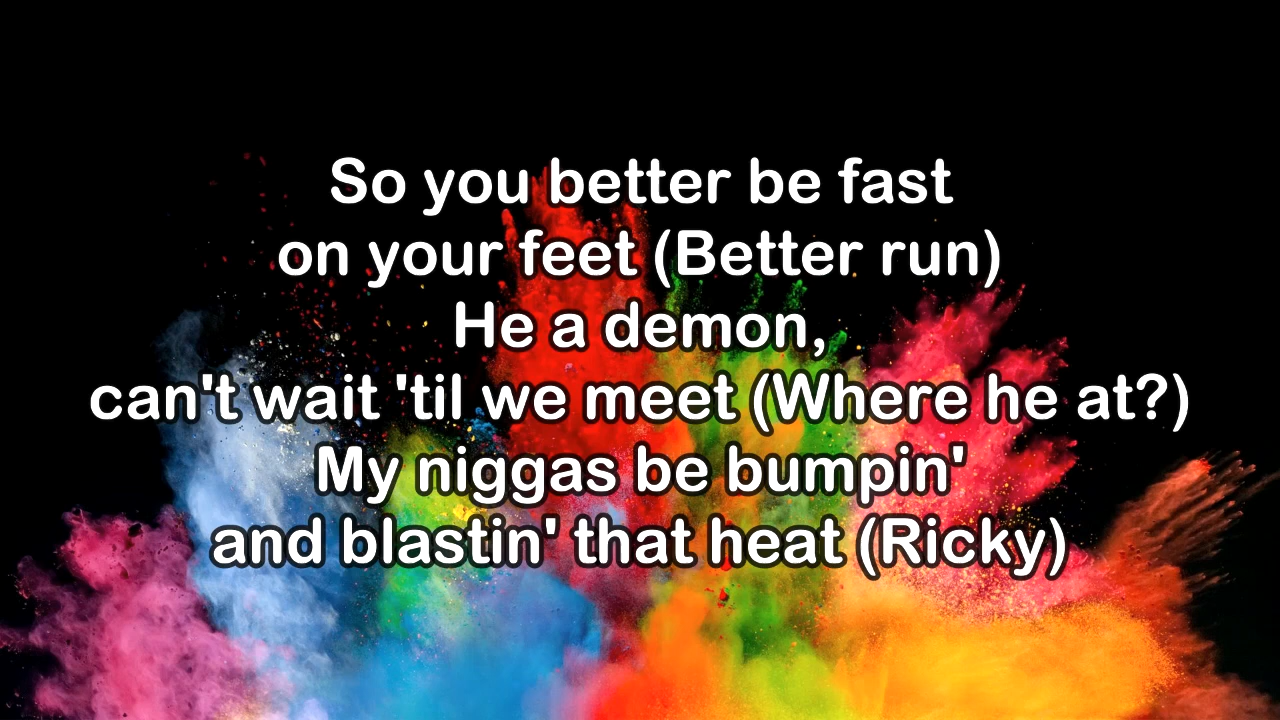 So you better be fast
on your feet (Better run)
He a demon,
can't wait 'til we meet (Where he at?)
My niggas be bumpin'
and blastin' that heat (Ricky)